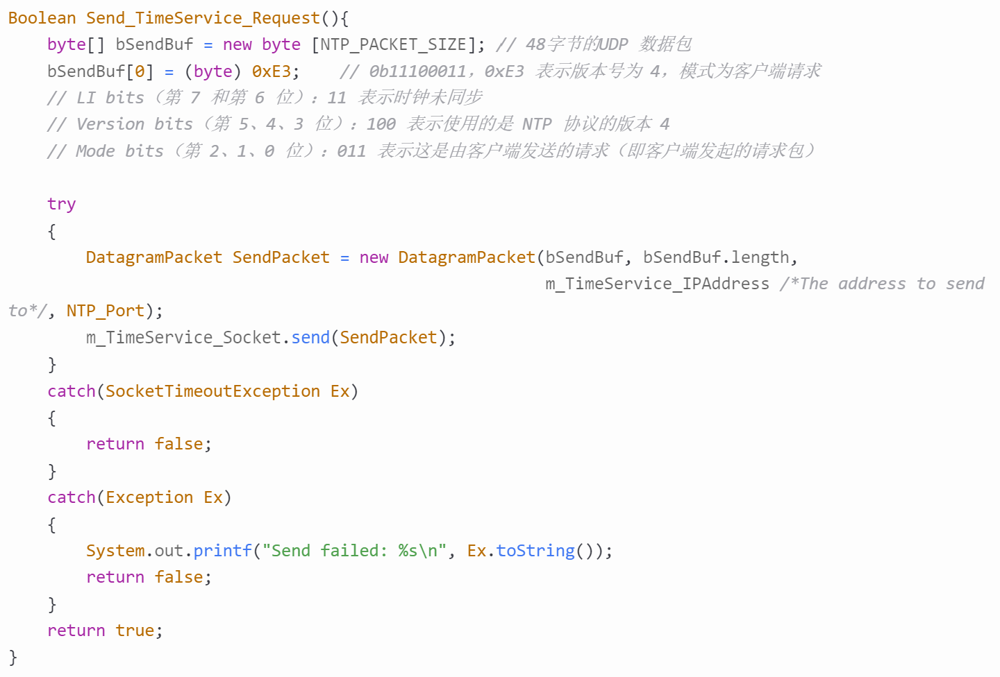 Boolean Send_TimeService_Request(){
    byte[] bSendBuf = new byte [NTP_PACKET_SIZE]; // 48字节的UDP 数据包
    bSendBuf[0] = (byte) 0xE3;    // 0b11100011，0xE3 表示版本号为 4，模式为客户端请求
    // LI bits（第 7 和第 6 位）：11 表示时钟未同步
    // Version bits（第 5、4、3 位）：100 表示使用的是 NTP 协议的版本 4
    // Mode bits（第 2、1、0 位）：011 表示这是由客户端发送的请求（即客户端发起的请求包）
    try
    {
        DatagramPacket SendPacket = new DatagramPacket(bSendBuf, bSendBuf.length,
                                                       m_TimeService_IPAddress /*The address to send
to*/, NTP_Port);
        m_TimeService_Socket.send(SendPacket);
    }
    catch(SocketTimeoutException Ex)
    {
        return false;
    }
    catch(Exception Ex)
    {
        System.out.printf("Send failed: %s\n", Ex.toString());
        return false;
    }
    return true;
}